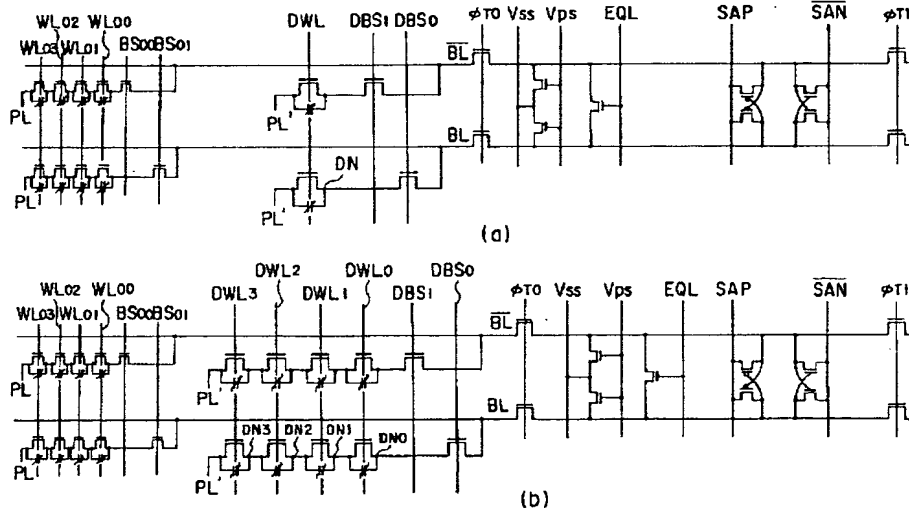 WL02 WL00
WL03 WL01 BS00 BS01
DWL DBS1 DBS0
BL φT0 Vss Vps EQL SAP SAN φT1
PL PL'
BL
DN
PL PL'
(a)
WL02 WL00
WL03 WL01 BS00 BS01
DWL2 DWL0 DBS0
DWL3 DWL1 DBS1
φT0 Vss Vps EQL SAP SAN φT1
BL
PL PL'
BL
DN3 DN2 DN1 DN0
PL PL'
(b)